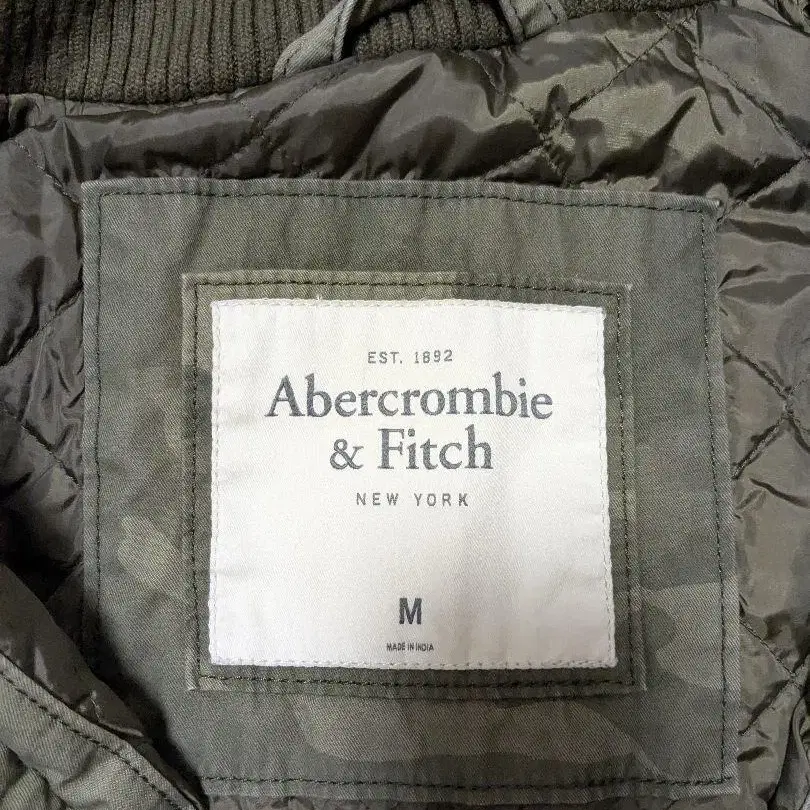 EST. 1892
Abercrombie
& Fitch
NEW YORK
M
MADE IN INDIA